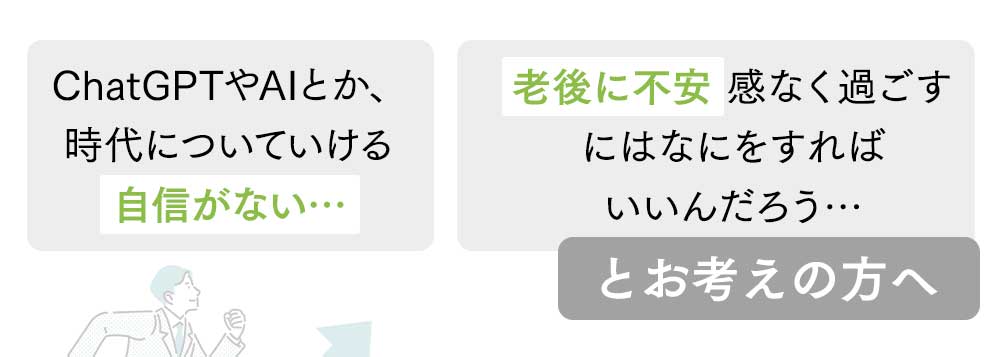 ChatGPTやAIとか、
時代についていける
自信がない…
老後に不安感なく過ごす
にはなにをすれば
いいんだろう…
とお考えの方へ